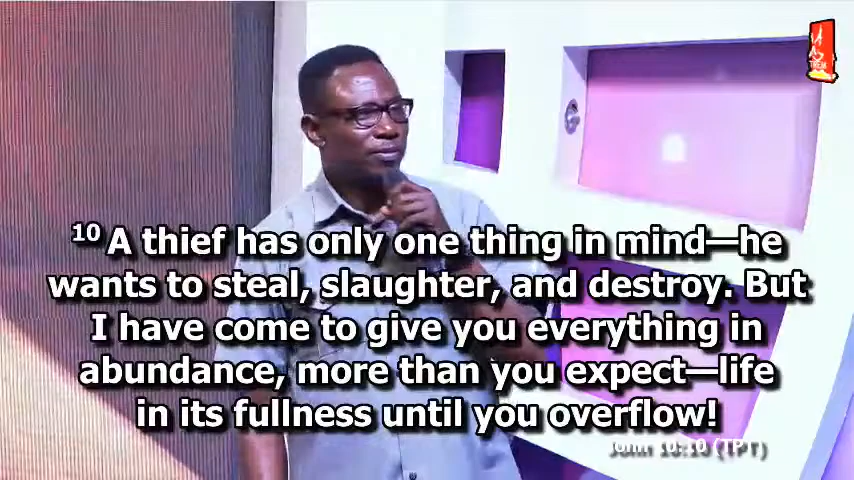 10 A thief has only one thing in mind—he
wants to steal, slaughter, and destroy. But
I have come to give you everything in
abundance, more than you expect—life
in its fullness until you overflow!
John 10:10 (TPT)